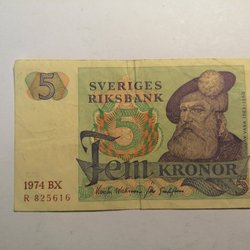 5
SVERIGES
RIKSBANK
5
Fem KRONOR
1974 BX
R 825616